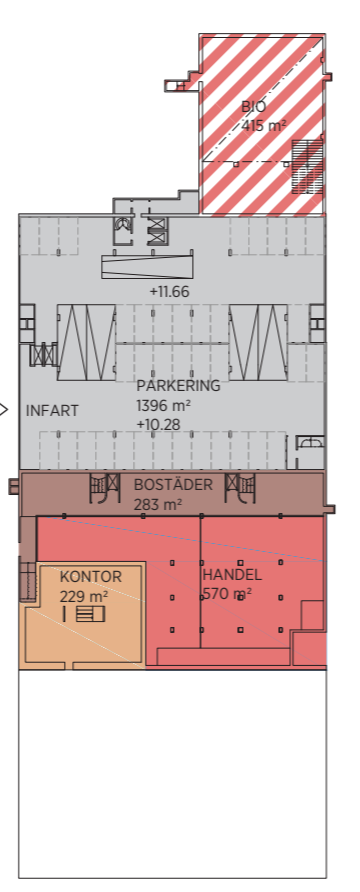 BIO
415 m²
+11.66
PARKERING
1396 m²
+10.28
INFART
BOSTÄDER
283 m²
KONTOR
229 m²
HANDEL
570 m²